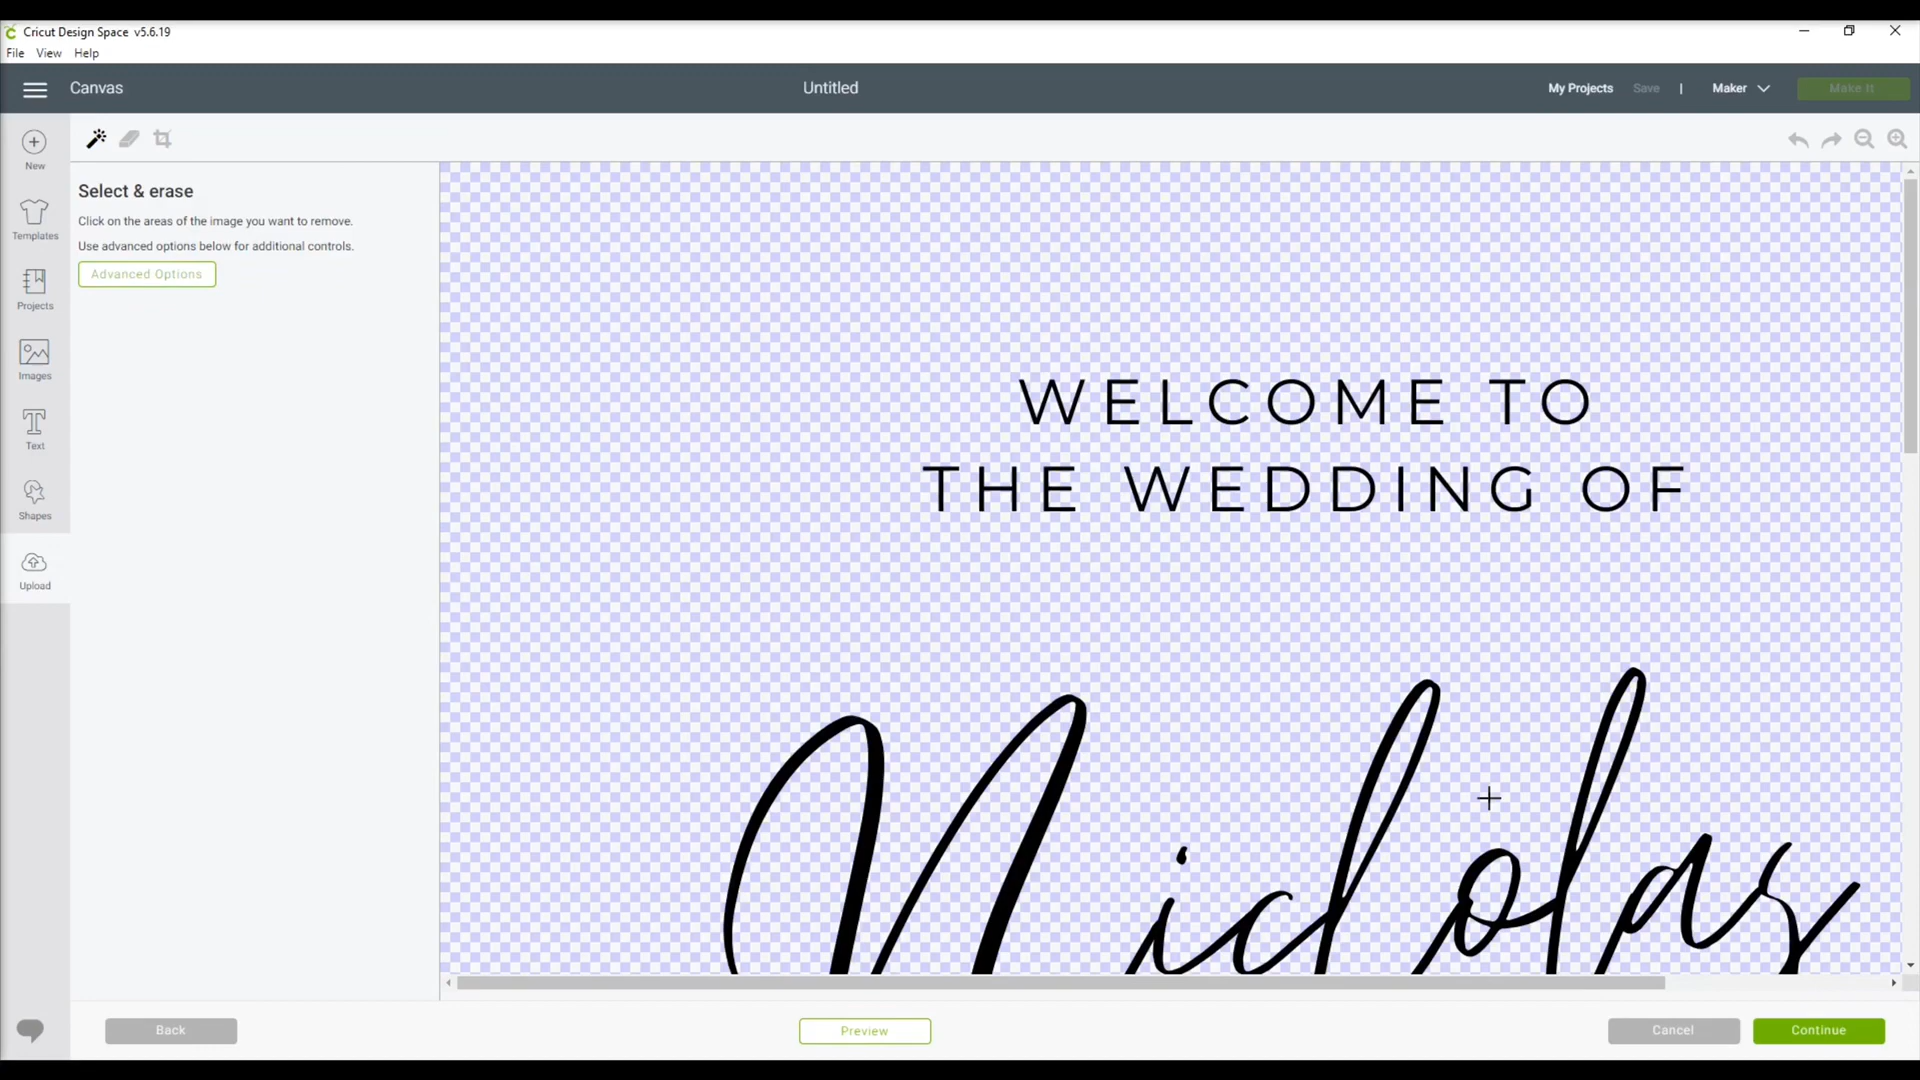 Cricut Design Space v5.6.19
File View Help
Canvas
Untitled
My Projects Save | Maker Make It
New
Templates
Projects
Images
Text
Shapes
Upload
Select & erase
Click on the areas of the image you want to remove.
Use advanced options below for additional controls.
Advanced Options
WELCOME TO
THE WEDDING OF
Nicholas
Back
Preview
Cancel
Continue